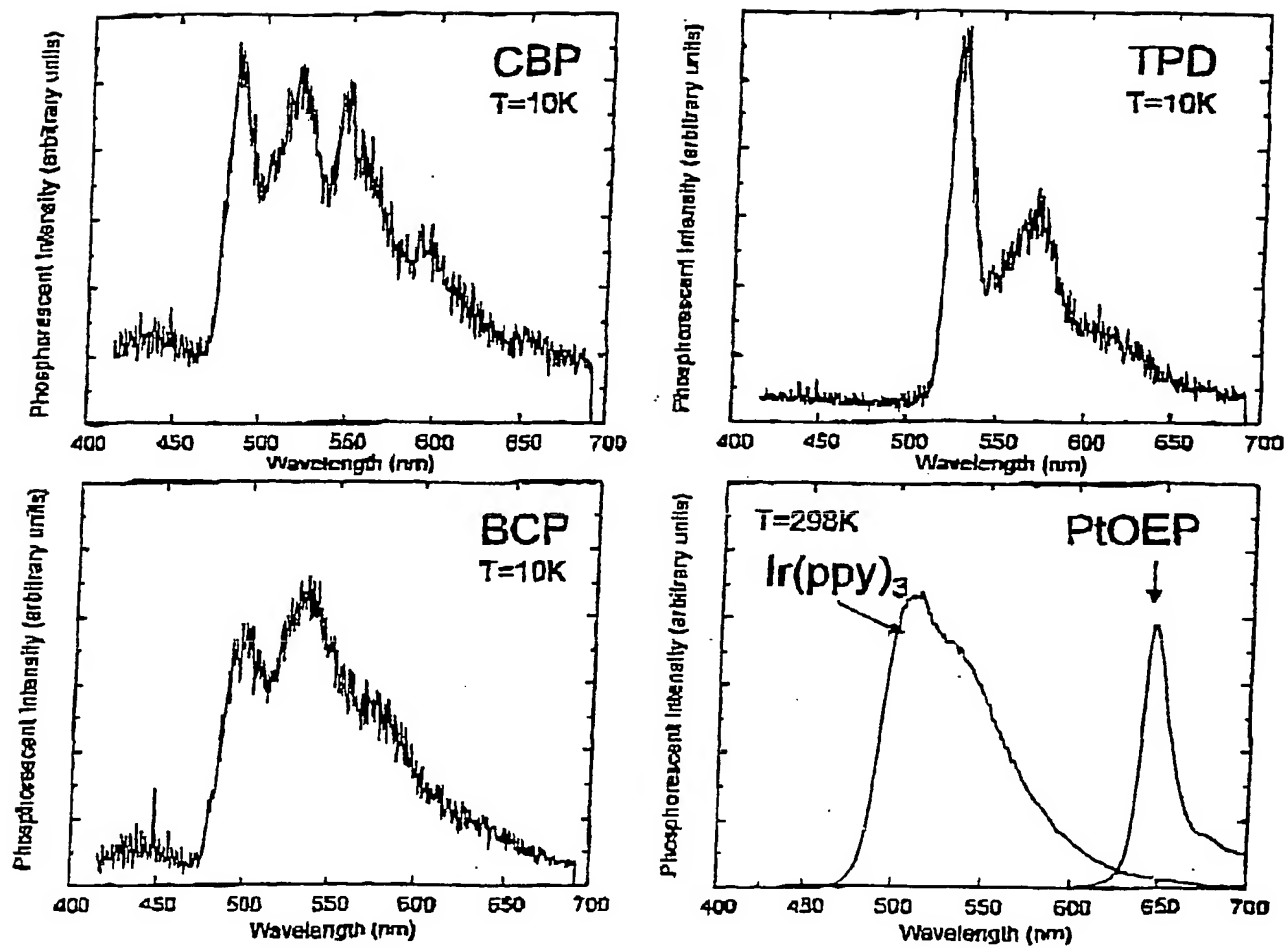 Phosphorescent Intensity (arbitrary units)
CBP
T=10K
400 450 500 550 600 650 700
Wavelength (nm)
Phosphorescent Intensity (arbitrary units)
TPD
T=10K
400 450 500 550 600 650 700
Wavelength (nm)
Phosphorescent Intensity (arbitrary units)
BCP
T=10K
400 450 500 550 600 650 700
Wavelength (nm)
Phosphorescent Intensity (arbitrary units)
T=298K
PtOEP
Ir(ppy)3
400 450 500 550 600 650 700
Wavelength (nm)